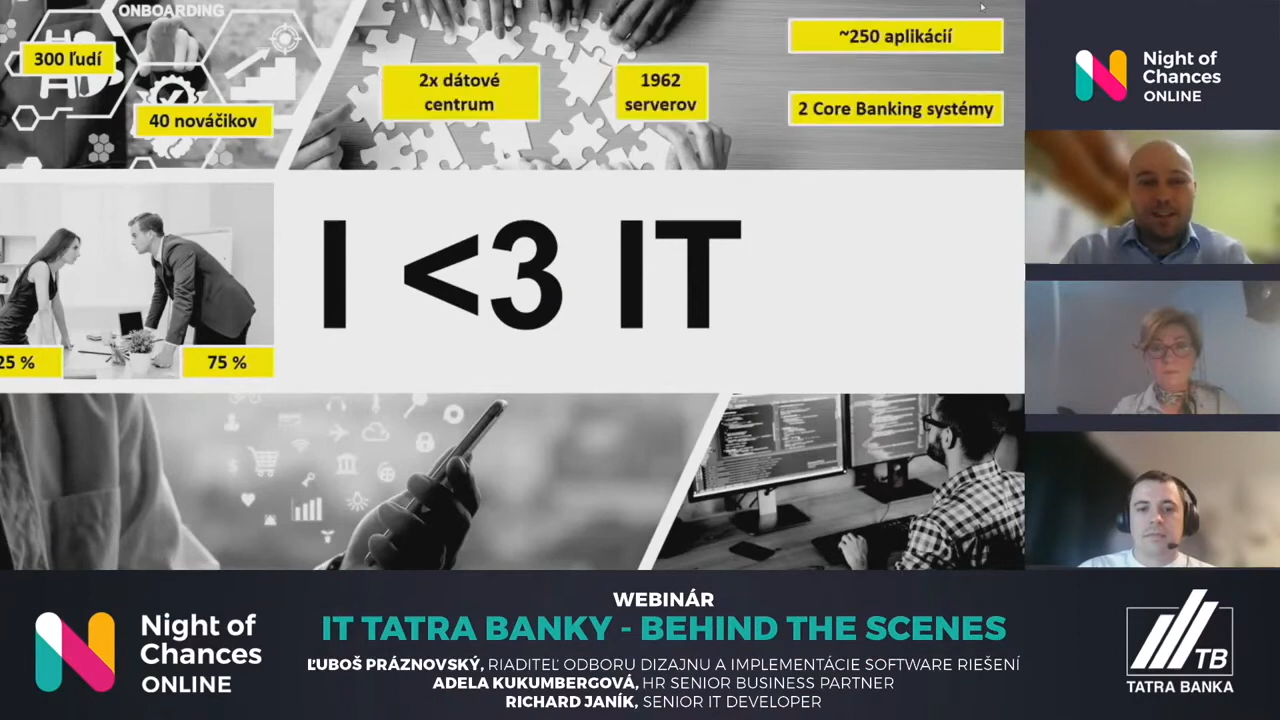 ONBOARDING
300 ľudí
40 nováčikov
2x dátové
centrum
1962
serverov
~250 aplikácií
2 Core Banking systémy
Night of
Chances
ONLINE
25 %
75 %
I <3 IT
WEBINÁR
IT TATRA BANKY - BEHIND THE SCENES
ĽUBOŠ PRÁZNOVSKÝ, RIADITEĽ ODBORU DIZAJNU A IMPLEMENTÁCIE SOFTWARE RIEŠENÍ
ADELA KUKUMBERGOVÁ, HR SENIOR BUSINESS PARTNER
RICHARD JANÍK, SENIOR IT DEVELOPER
Night of
Chances
ONLINE
TB
TATRA BANKA